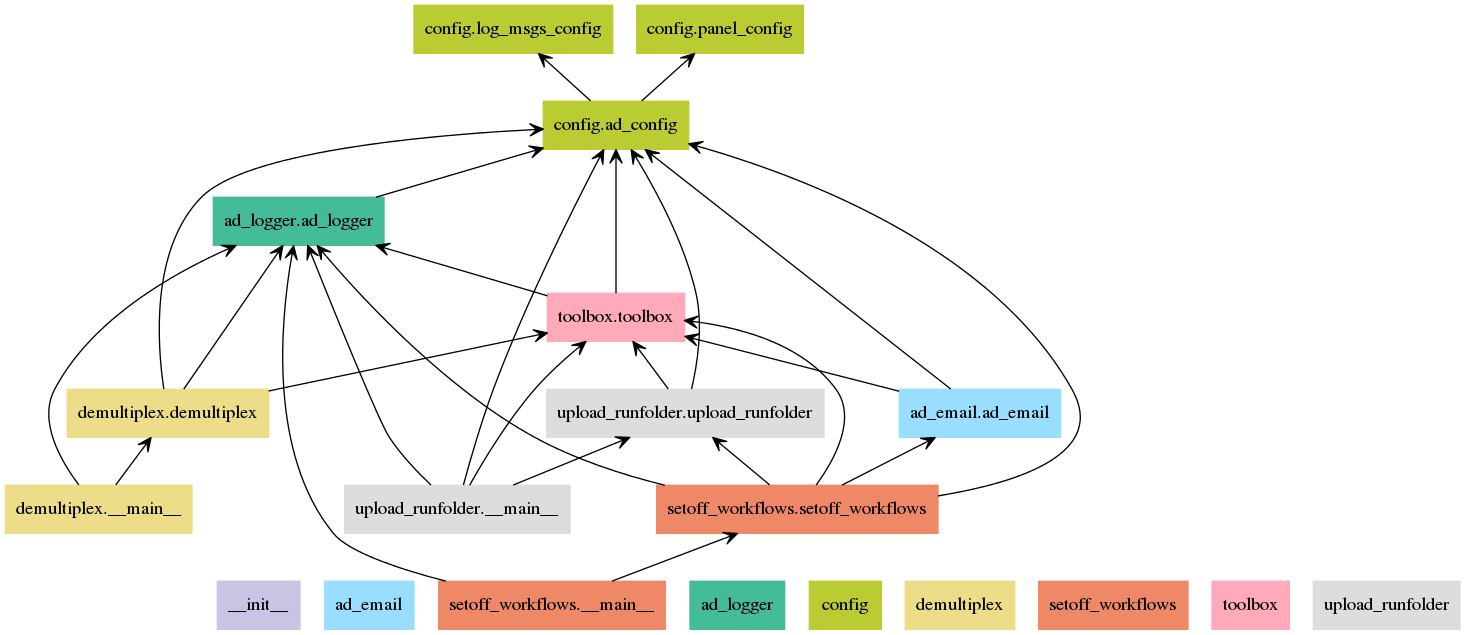 config.log_msgs_config
config.panel_config
config.ad_config
ad_logger.ad_logger
toolbox.toolbox
demultiplex.demultiplex
upload_runfolder.upload_runfolder
ad_email.ad_email
demultiplex.__main__
upload_runfolder.__main__
setoff_workflows.setoff_workflows
__init__
ad_email
setoff_workflows.__main__
ad_logger
config
demultiplex
setoff_workflows
toolbox
upload_runfolder